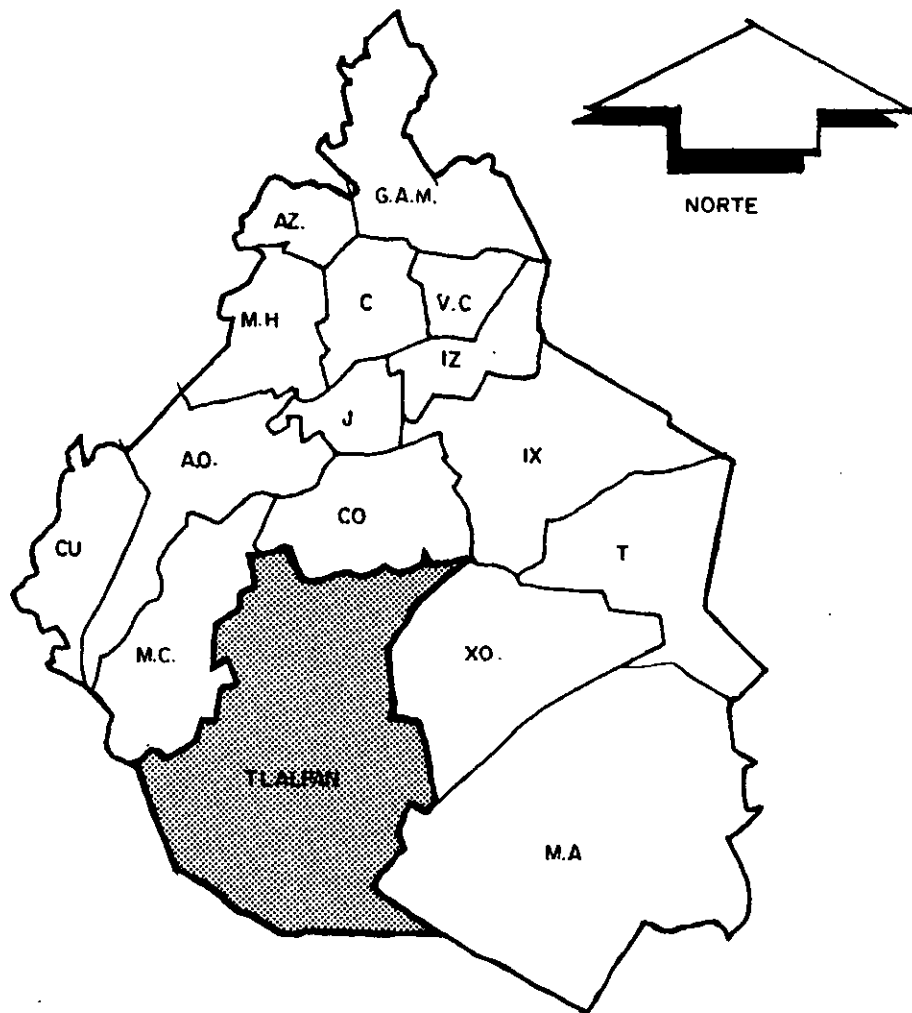 G.A.M.
NORTE
AZ.
C
V.C
M.H
IZ
J
A.O.
IX
CO
CU
T
M.C.
XO.
TLALPAN
M.A